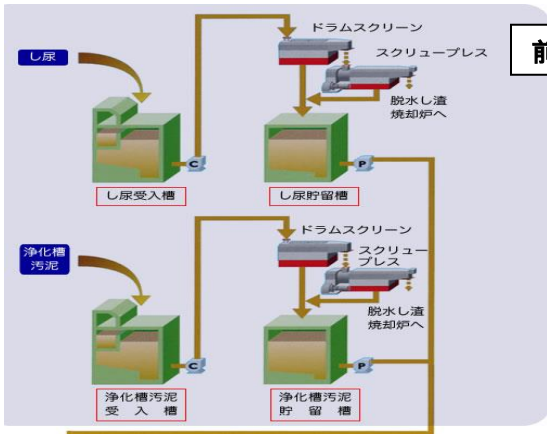 ドラムスクリーン
し尿
スクリュープレス
前
脱水し渣
焼却炉へ
C
P
し尿受入槽
し尿貯留槽
ドラムスクリーン
浄化槽
汚泥
スクリュー
プレス
脱水し渣
焼却炉へ
C
P
浄化槽汚泥
受入槽
浄化槽汚泥
貯留槽